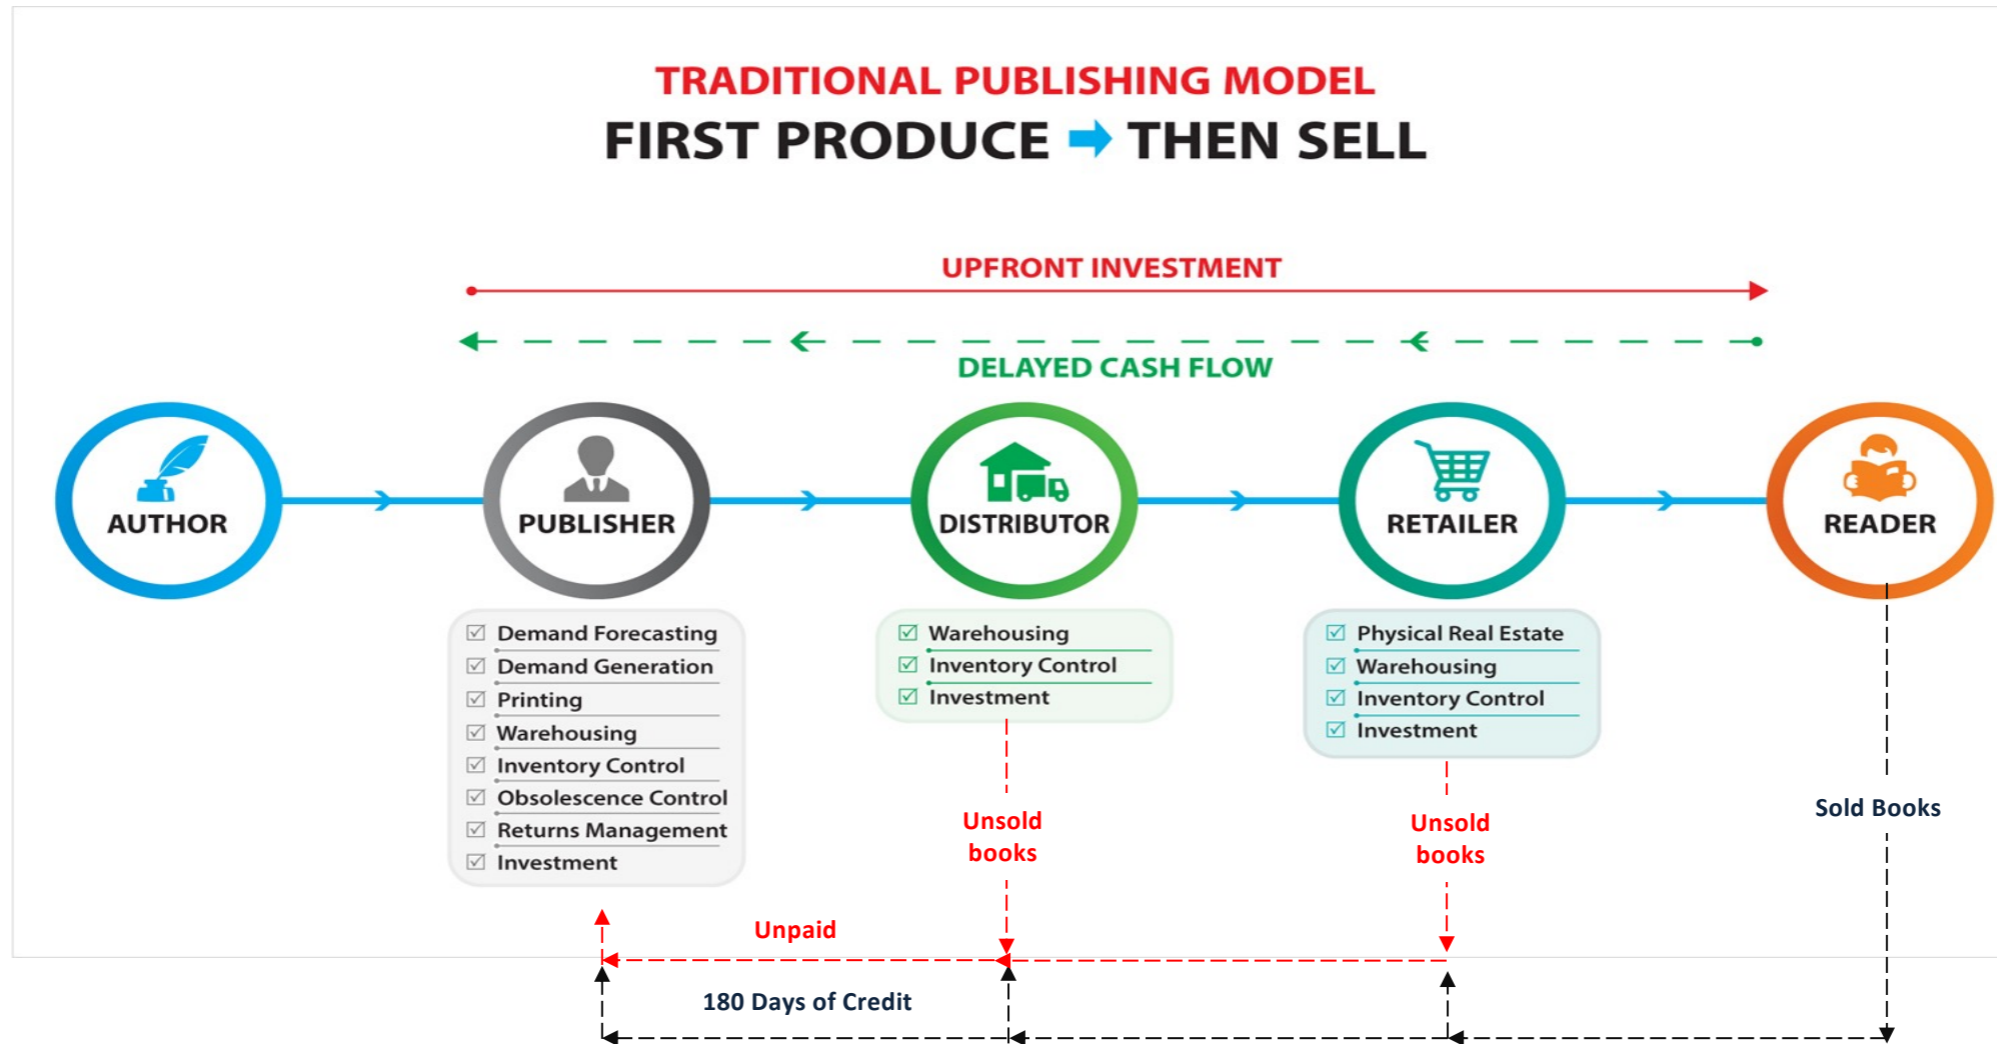 TRADITIONAL PUBLISHING MODEL
FIRST PRODUCE THEN SELL
UPFRONT INVESTMENT
DELAYED CASH FLOW
AUTHOR
PUBLISHER
DISTRIBUTOR
RETAILER
READER
Demand Forecasting
Demand Generation
Printing
Warehousing
Inventory Control
Obsolescence Control
Returns Management
Investment
Warehousing
Inventory Control
Investment
Physical Real Estate
Warehousing
Inventory Control
Investment
Unsold
books
Unsold
books
Sold Books
Unpaid
180 Days of Credit